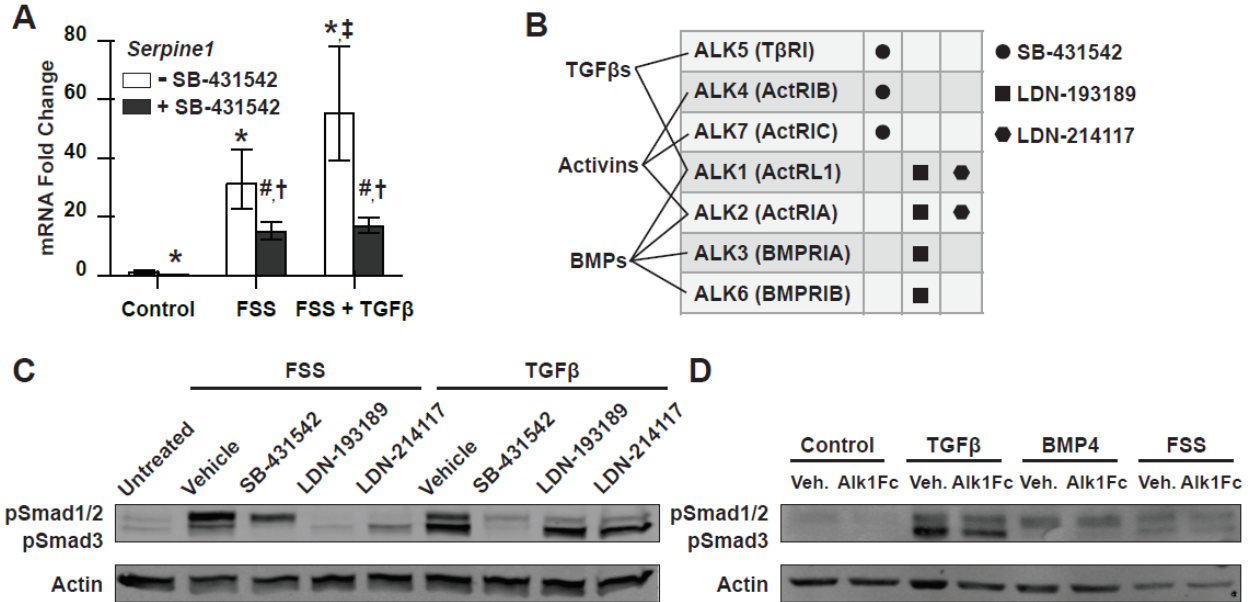 A
Serpine1
- SB-431542
+ SB-431542
mRNA Fold Change
80
60
40
20
0
*
*
#,†
*,‡
#,†
Control FSS FSS + TGFβ
B
TGFβs
Activins
BMPs
ALK5 (TβRI)
ALK4 (ActRIB)
ALK7 (ActRIC)
ALK1 (ActRL1)
ALK2 (ActRIA)
ALK3 (BMPRIA)
ALK6 (BMPRIB)
SB-431542
LDN-193189
LDN-214117
C
FSS TGFβ
Untreated Vehicle SB-431542 LDN-193189 LDN-214117 Vehicle SB-431542 LDN-193189 LDN-214117
pSmad1/2
pSmad3
Actin
D
Control TGFβ BMP4 FSS
Veh. Alk1Fc Veh. Alk1Fc Veh. Alk1Fc Veh. Alk1Fc
pSmad1/2
pSmad3
Actin